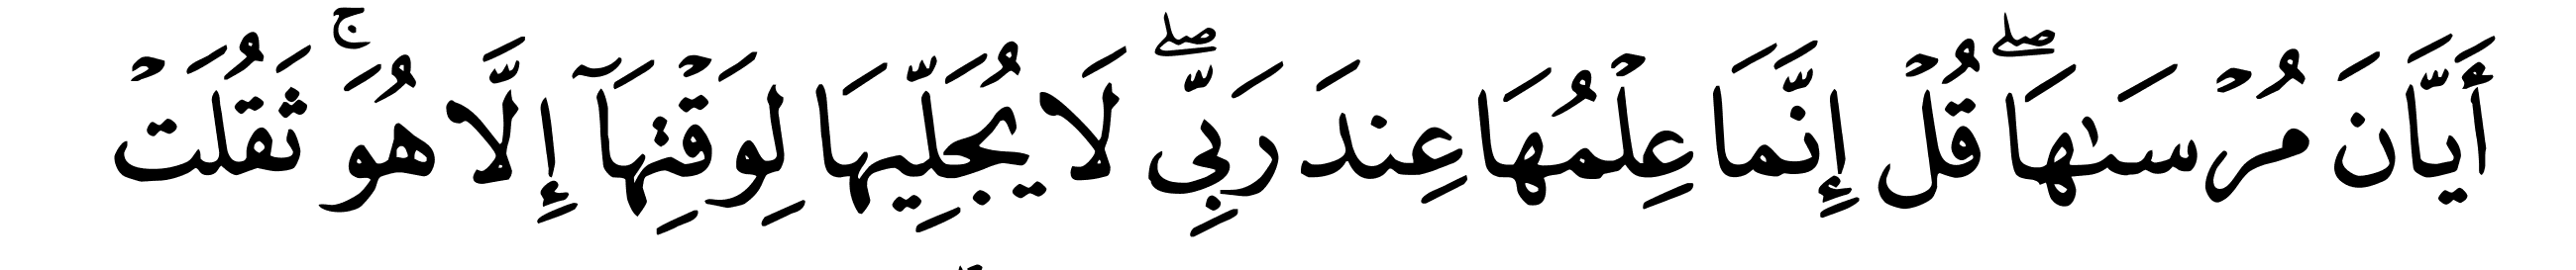 أَيَّانَ مُرْسَىٰهَاۖ قُلْ إِنَّمَا عِلْمُهَا عِندَ رَبِّيۖ لَا يُجَلِّيهَا لِوَقْتِهَآ إِلَّا هُوَۚ ثَقُلَتْ